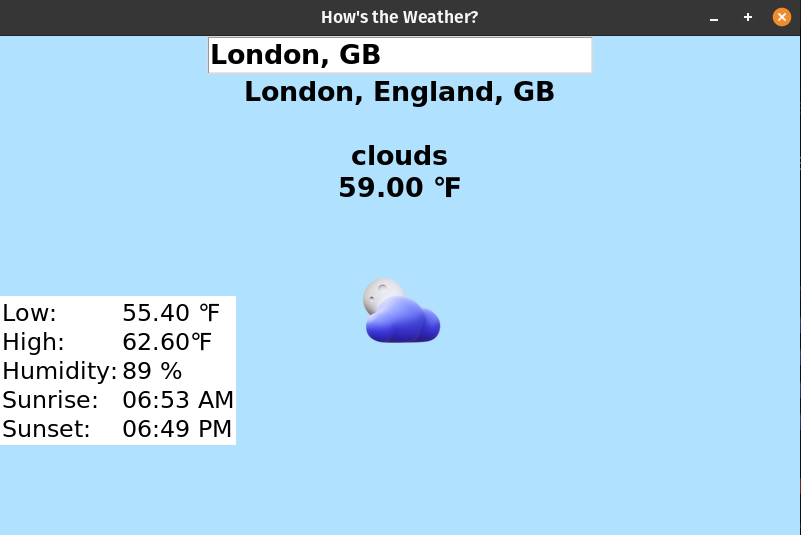 How's the Weather?
London, GB
London, England, GB
clouds
59.00 °F
Low: 55.40 °F
High: 62.60°F
Humidity: 89 %
Sunrise: 06:53 AM
Sunset: 06:49 PM